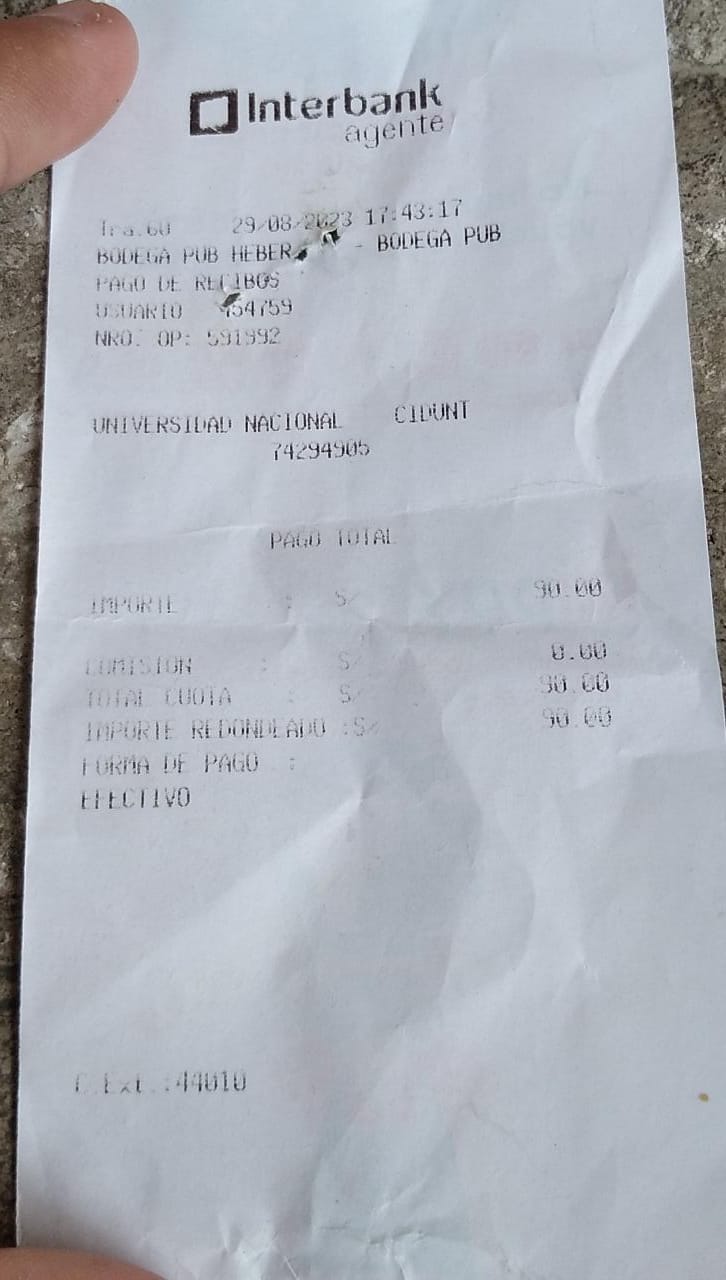 Interbank
agente
Tra.60 29/08/2023 17:43:17
BODEGA PUB HEBER - BODEGA PUB
PAGO DE RECIBOS
USUARIO 454759
NRO. OP: 591992
UNIVERSIDAD NACIONAL CIDUNT
74294905
PAGO TOTAL
IMPORTE : S/ 90.00
COMISION : S/ 0.00
TOTAL CUOTA : S/ 90.00
IMPORTE REDONDEADO :S/ 90.00
FORMA DE PAGO :
EFECTIVO
C.Ext.:44010